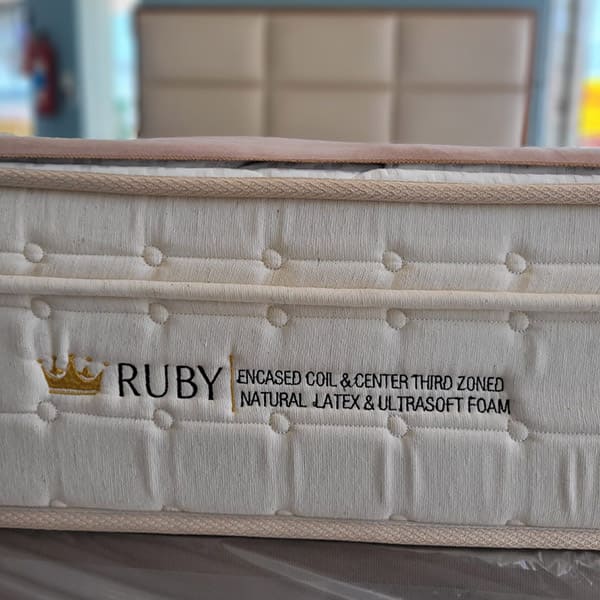 RUBY
ENCASED COIL & CENTER THIRD ZONED
NATURAL LATEX & ULTRASOFT FOAM